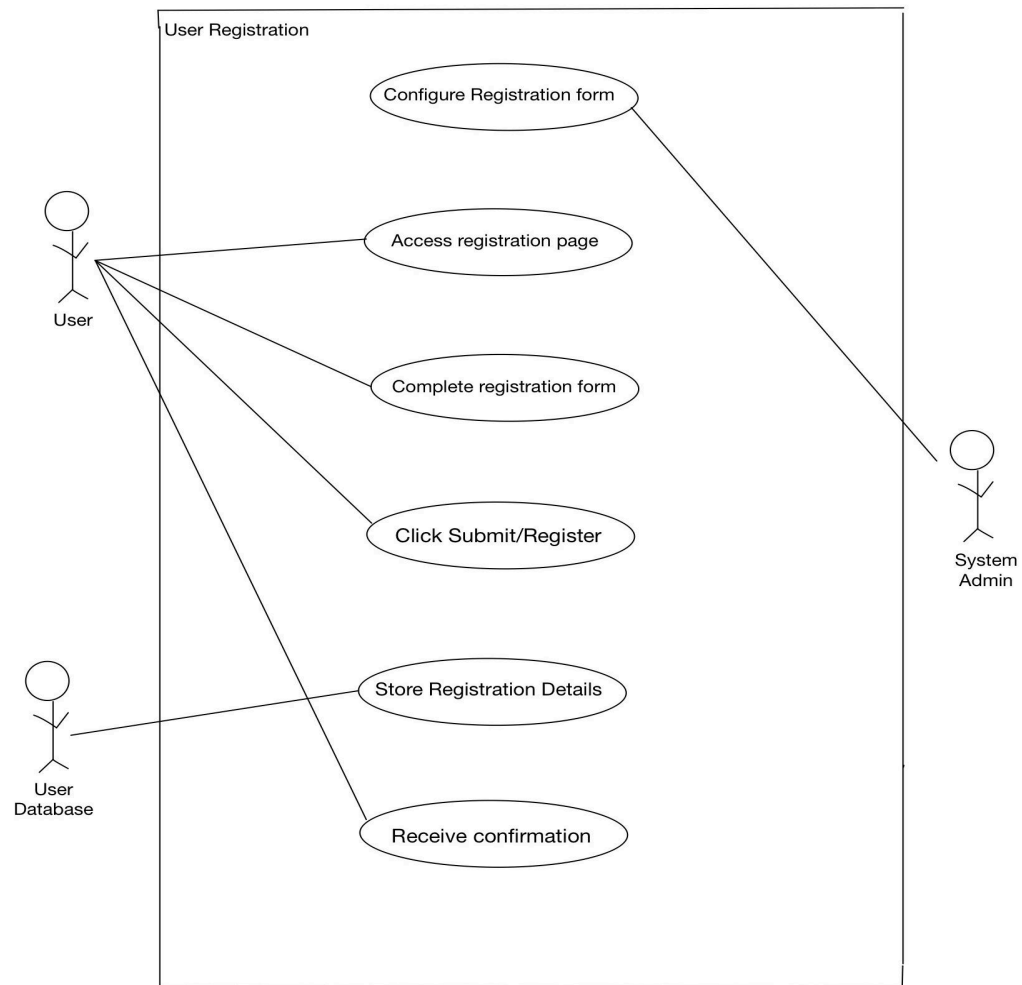 User Registration
Configure Registration form
Access registration page
User
Complete registration form
Click Submit/Register
System
Admin
Store Registration Details
User
Database
Receive confirmation